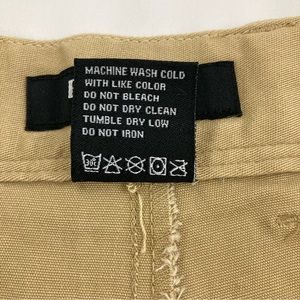 MACHINE WASH COLD
WITH LIKE COLOR
DO NOT BLEACH
DO NOT DRY CLEAN
TUMBLE DRY LOW
DO NOT IRON